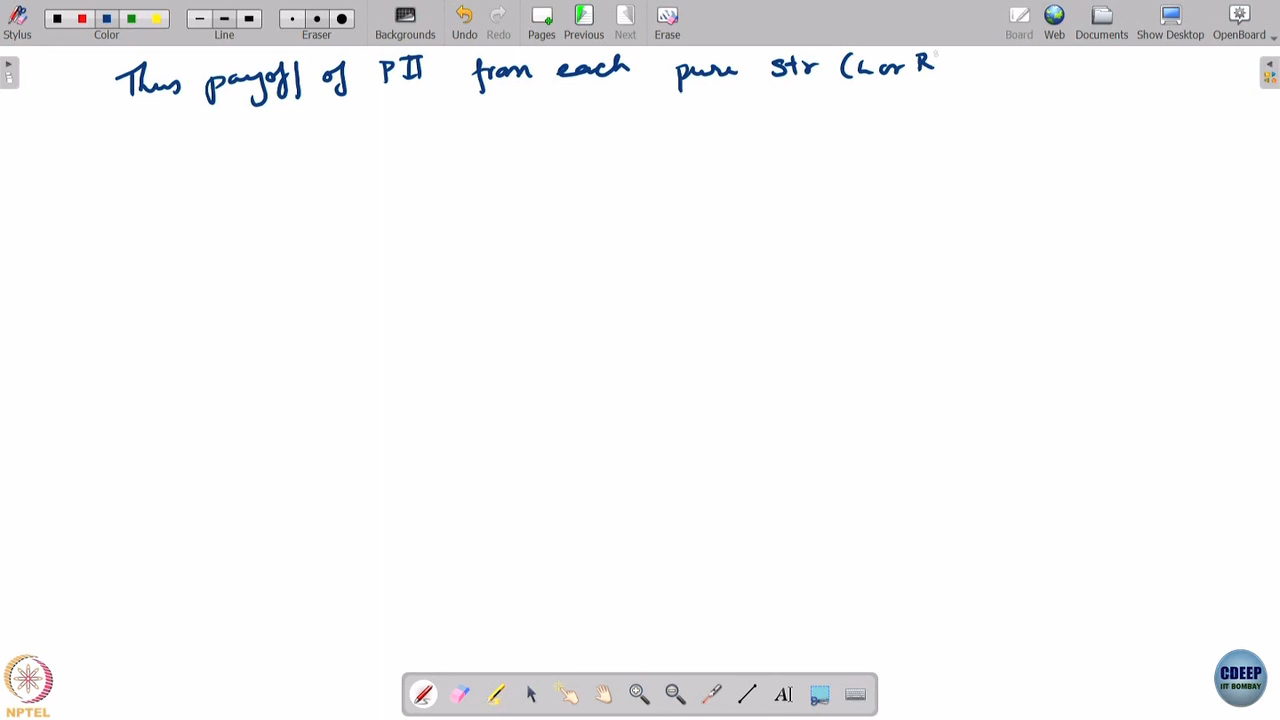 Stylus
Color
Line
Eraser
Backgrounds
Undo
Redo
Pages
Previous
Next
Erase
Board
Web
Documents
Show Desktop
OpenBoard
Thus payoff of PII from each pure str (L or R
NPTEL
CDEEP
IIT BOMBAY